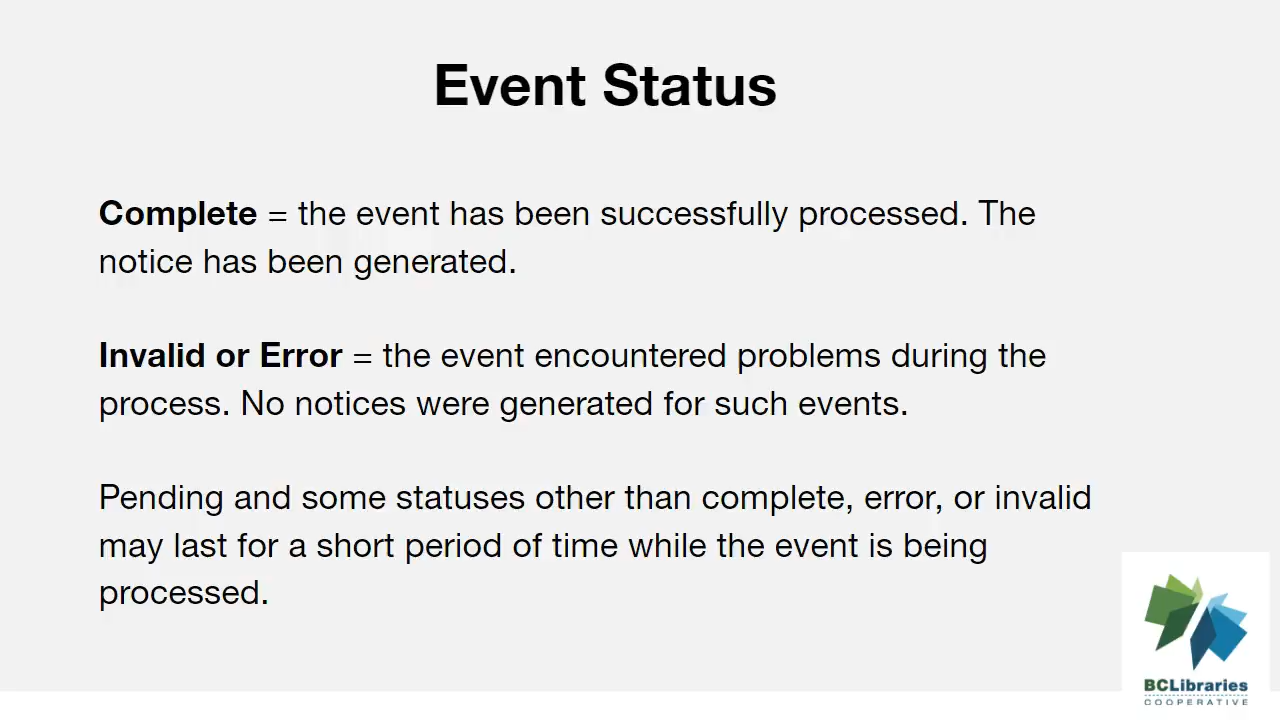 Event Status
Complete = the event has been successfully processed. The
notice has been generated.
Invalid or Error = the event encountered problems during the
process. No notices were generated for such events.
Pending and some statuses other than complete, error, or invalid
may last for a short period of time while the event is being
processed.
BCLibraries
COOPERATIVE